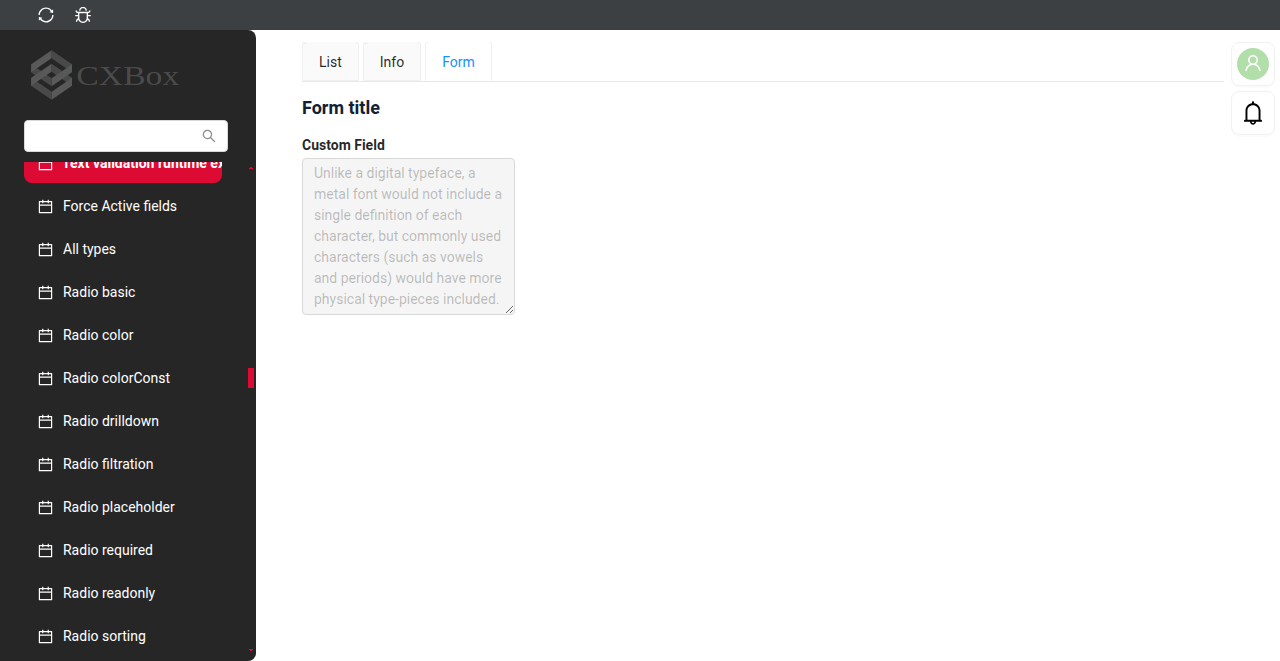 CXBox
Text validation runtime ex
Force Active fields
All types
Radio basic
Radio color
Radio colorConst
Radio drilldown
Radio filtration
Radio placeholder
Radio required
Radio readonly
Radio sorting
List
Info
Form
Form title
Custom Field
Unlike a digital typeface, a
metal font would not include a
single definition of each
character, but commonly used
characters (such as vowels
and periods) would have more
physical type-pieces included.